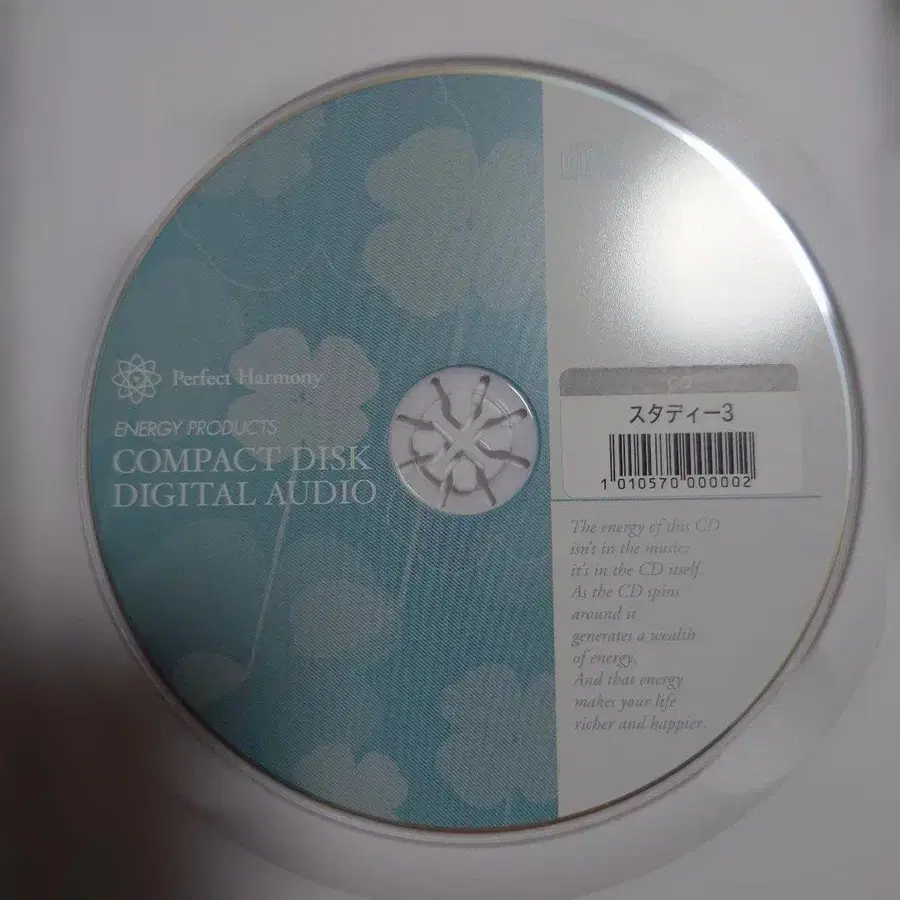 Perfect Harmony
ENERGY PRODUCTS
COMPACT DISK
DIGITAL AUDIO
CD
スタディー3
1 010570 000002
The energy of this CD
isn't in the music;
it's in the CD itself.
As the CD spins
around it
generates a wealth
of energy.
And that energy
makes your life
richer and happier.